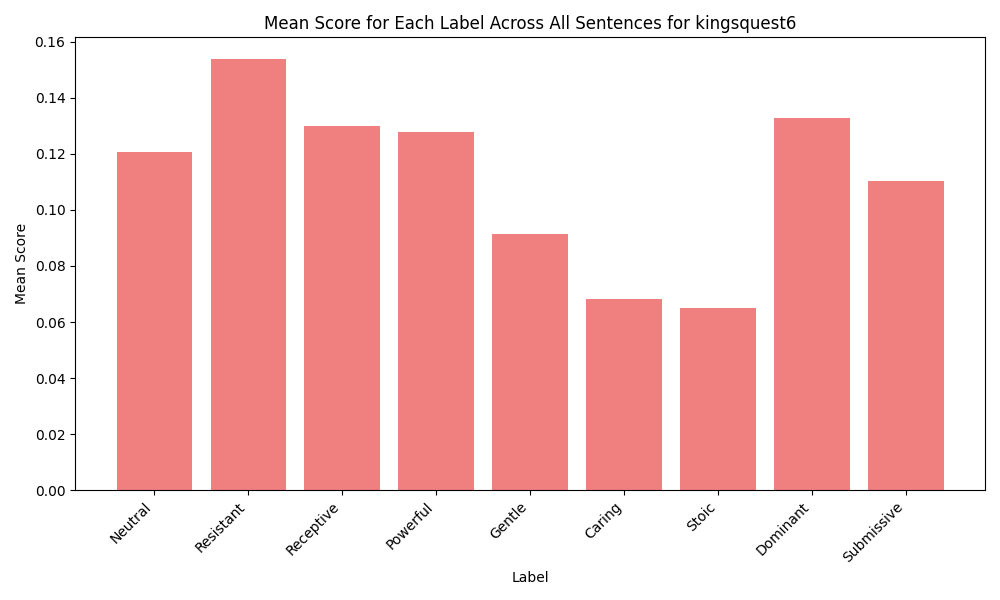 Mean Score for Each Label Across All Sentences for kingsquest6
0.16
0.14
0.12
0.10
0.08
0.06
0.04
0.02
0.00
Mean Score
Neutral
Resistant
Receptive
Powerful
Gentle
Caring
Stoic
Dominant
Submissive
Label